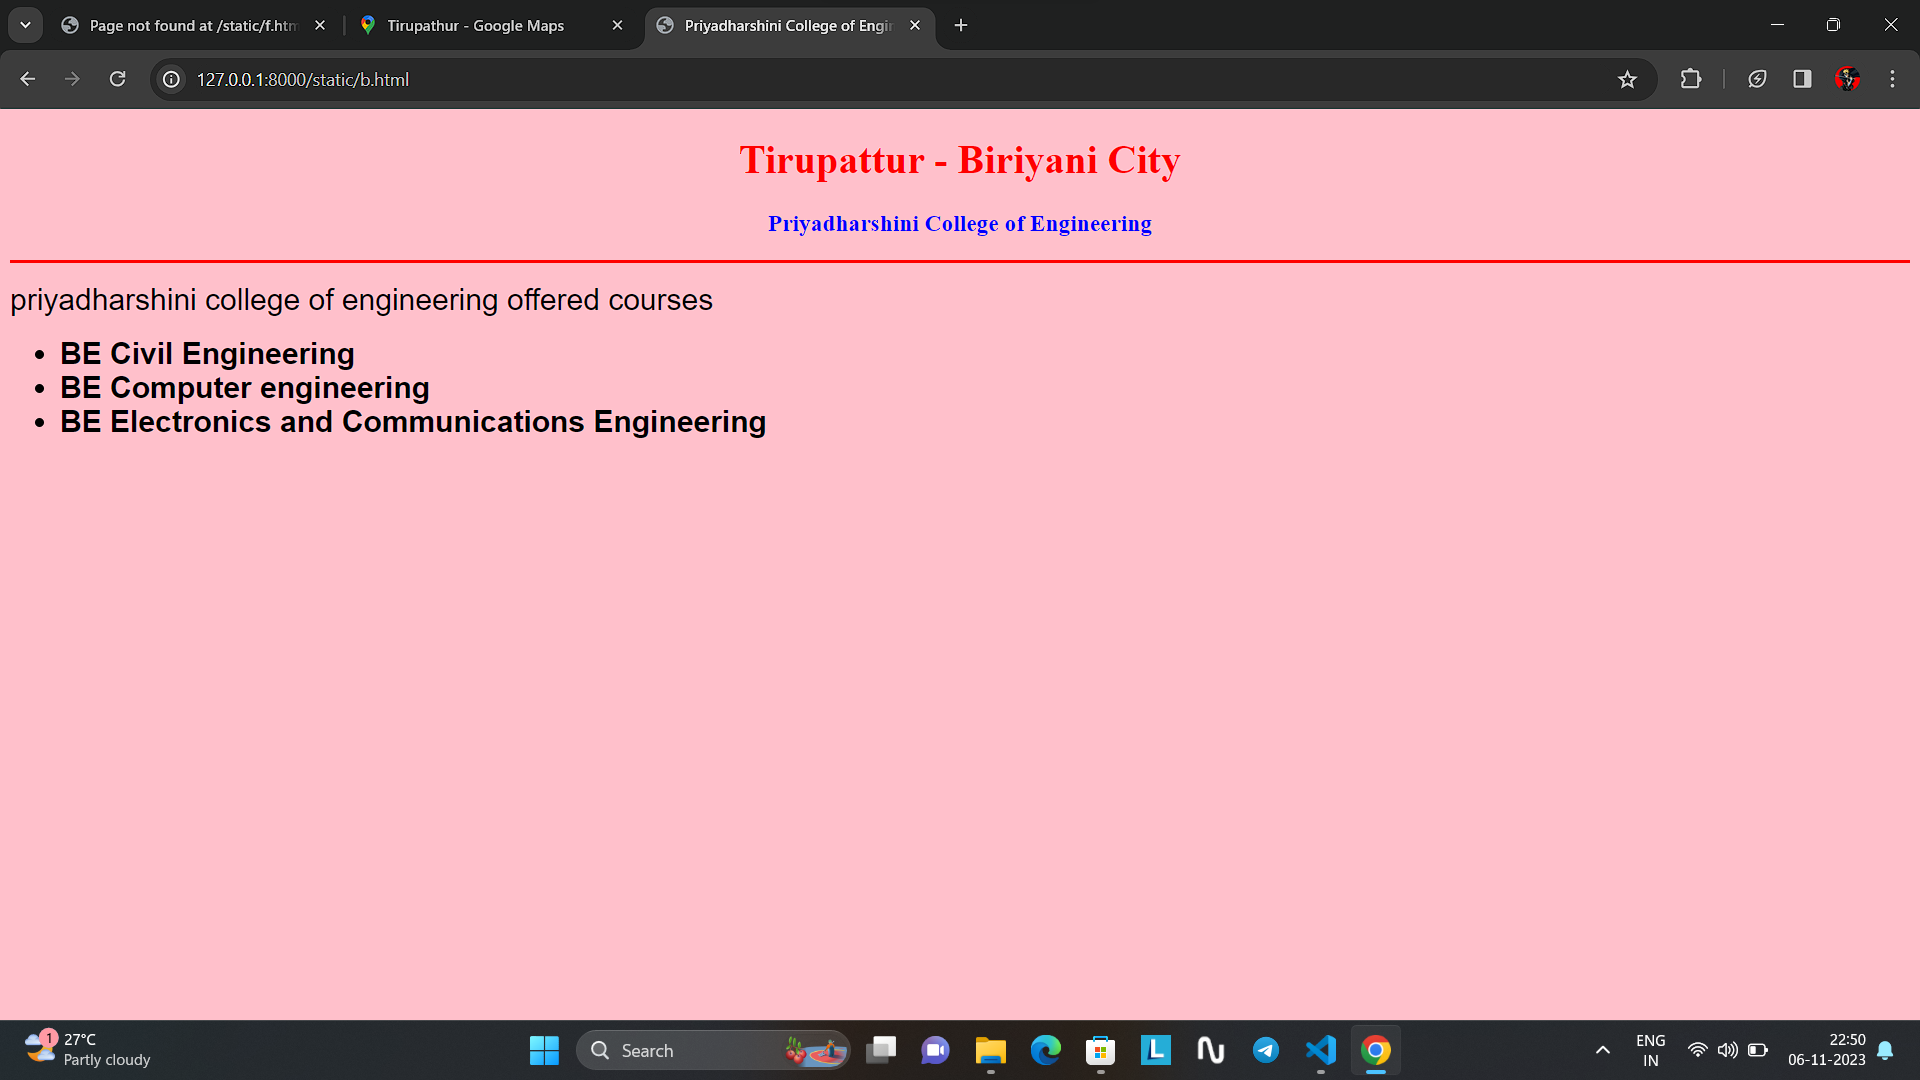 Page not found at /static/f.htm
Tirupathur - Google Maps
Priyadharshini College of Engin
127.0.0.1:8000/static/b.html
Tirupattur - Biriyani City
Priyadharshini College of Engineering
priyadharshini college of engineering offered courses
• BE Civil Engineering
• BE Computer engineering
• BE Electronics and Communications Engineering
1
27°C
Partly cloudy
Search
L
ENG
IN
22:50
06-11-2023